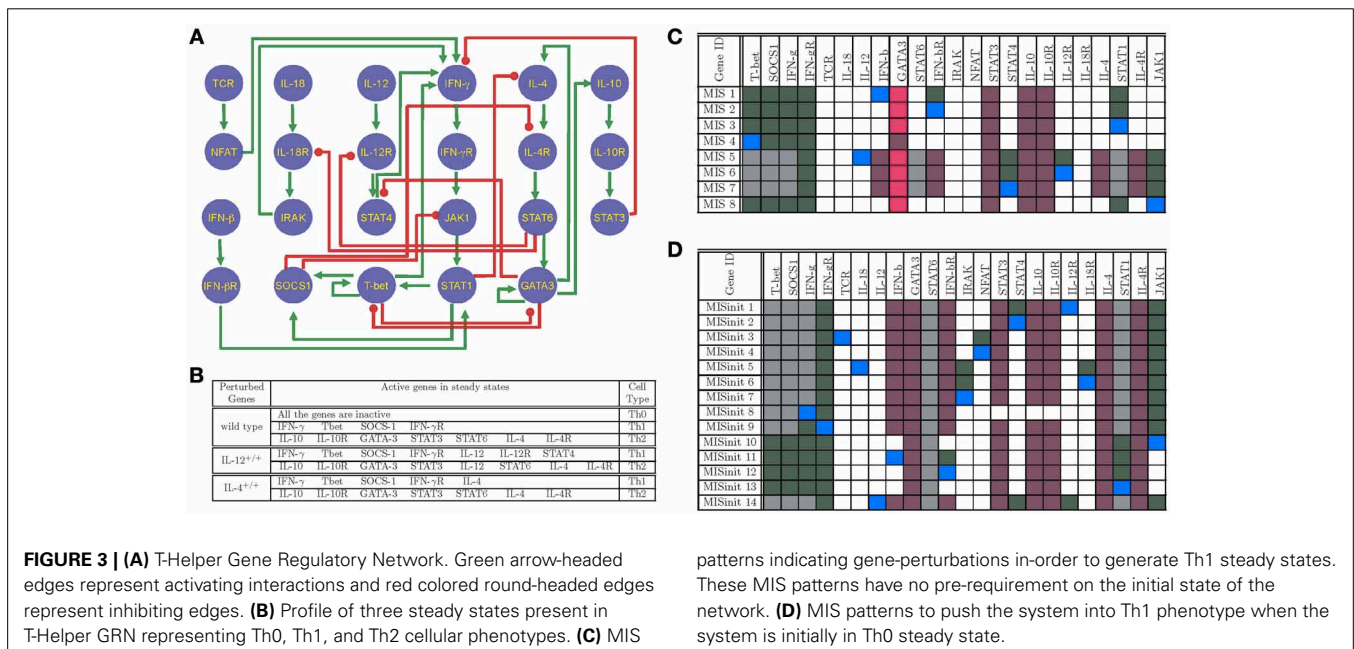 A
TCR
IL-18
IL-12
IFN-γ
IL-4
IL-10
NFAT
IL-18R
IL-12R
IFN-γR
IL-4R
IL-10R
IFN-β
IRAK
STAT4
JAK1
STAT6
STAT3
IFN-βR
SOCS1
T-bet
STAT1
GATA3
B
Perturbed Genes Active genes in steady states Cell Type
wild type All the genes are inactive Th0
IFN-γ Tbet SOCS-1 IFN-γR Th1
IL-10 IL-10R GATA-3 STAT3 STAT6 IL-4 IL-4R Th2
IL-12+/+ IFN-γ Tbet SOCS-1 IFN-γR IL-12 IL-12R STAT4 Th1
IL-10 IL-10R GATA-3 STAT3 IL-12 STAT6 IL-4 IL-4R Th2
IL-4+/+ IFN-γ Tbet SOCS-1 IFN-γR IL-4 Th1
IL-10 IL-10R GATA-3 STAT3 STAT6 IL-4 IL-4R Th2
C
Gene ID T-bet SOCS1 IFN-g IFN-gR TCR IL-18 IL-12 IFN-b GATA3 STAT6 IFN-bR IRAK NFAT STAT3 STAT4 IL-10 IL-10R IL-12R IL-18R IL-4 STAT1 IL-4R JAK1
MIS 1
MIS 2
MIS 3
MIS 4
MIS 5
MIS 6
MIS 7
MIS 8
D
Gene ID T-bet SOCS1 IFN-g IFN-gR TCR IL-18 IL-12 IFN-b GATA3 STAT6 IFN-bR IRAK NFAT STAT3 STAT4 IL-10 IL-10R IL-12R IL-18R IL-4 STAT1 IL-4R JAK1
MISinit 1
MISinit 2
MISinit 3
MISinit 4
MISinit 5
MISinit 6
MISinit 7
MISinit 8
MISinit 9
MISinit 10
MISinit 11
MISinit 12
MISinit 13
MISinit 14
FIGURE 3 | (A) T-Helper Gene Regulatory Network. Green arrow-headed
edges represent activating interactions and red colored round-headed edges
represent inhibiting edges. (B) Profile of three steady states present in
T-Helper GRN representing Th0, Th1, and Th2 cellular phenotypes. (C) MIS
patterns indicating gene-perturbations in-order to generate Th1 steady states.
These MIS patterns have no pre-requirement on the initial state of the
network. (D) MIS patterns to push the system into Th1 phenotype when the
system is initially in Th0 steady state.